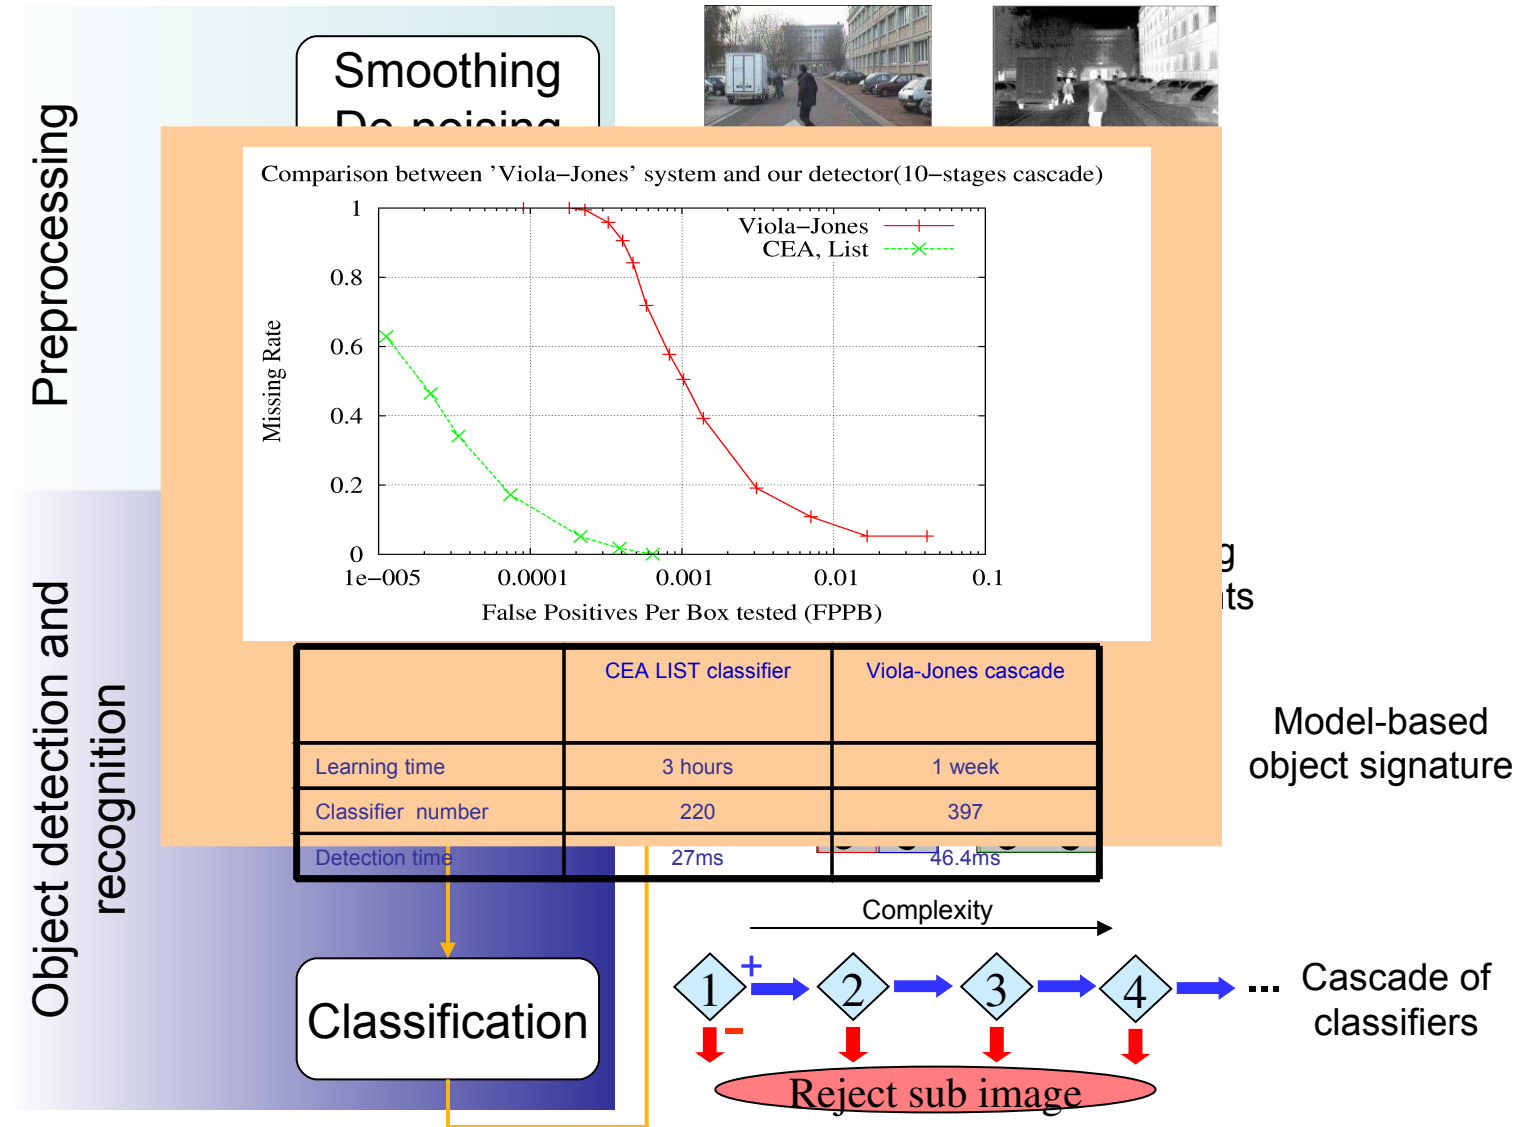 Preprocessing
Smoothing
De-noising
Comparison between ’Viola−Jones’ system and our detector(10−stages cascade)
Viola−Jones
CEA, List
Missing Rate
1
0.8
0.6
0.4
0.2
0
1e−005 0.0001 0.001 0.01 0.1
False Positives Per Box tested (FPPB)
g
ts
Object detection and
recognition
CEA LIST classifier Viola-Jones cascade
Learning time 3 hours 1 week
Classifier number 220 397
Detection time 27ms 46.4ms
Model-based
object signature
Complexity
Classification
1 + 2 3 4 ...
−
Cascade of
classifiers
Reject sub image